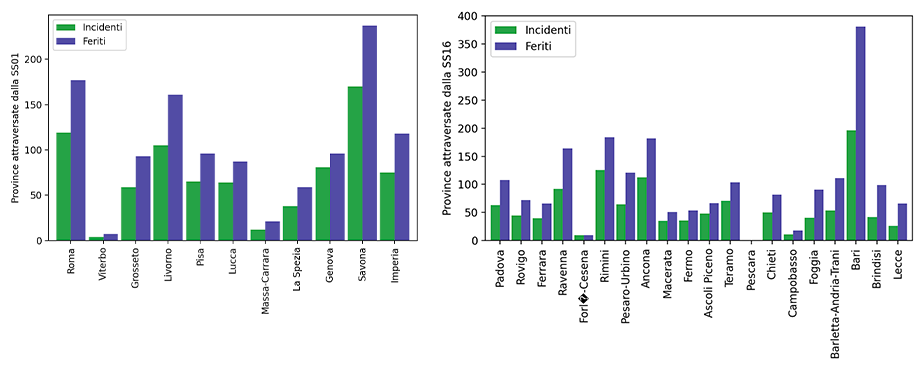 Province attraversate dalla SS01
Incidenti
Feriti
200
150
100
50
0
Roma
Viterbo
Grosseto
Livorno
Pisa
Lucca
Massa-Carrara
La Spezia
Genova
Savona
Imperia
Province attraversate dalla SS16
Incidenti
Feriti
400
350
300
250
200
150
100
50
0
Padova
Rovigo
Ferrara
Ravenna
Forl�-Cesena
Rimini
Pesaro-Urbino
Ancona
Macerata
Fermo
Ascoli Piceno
Teramo
Pescara
Chieti
Campobasso
Foggia
Barletta-Andria-Trani
Bari
Brindisi
Lecce